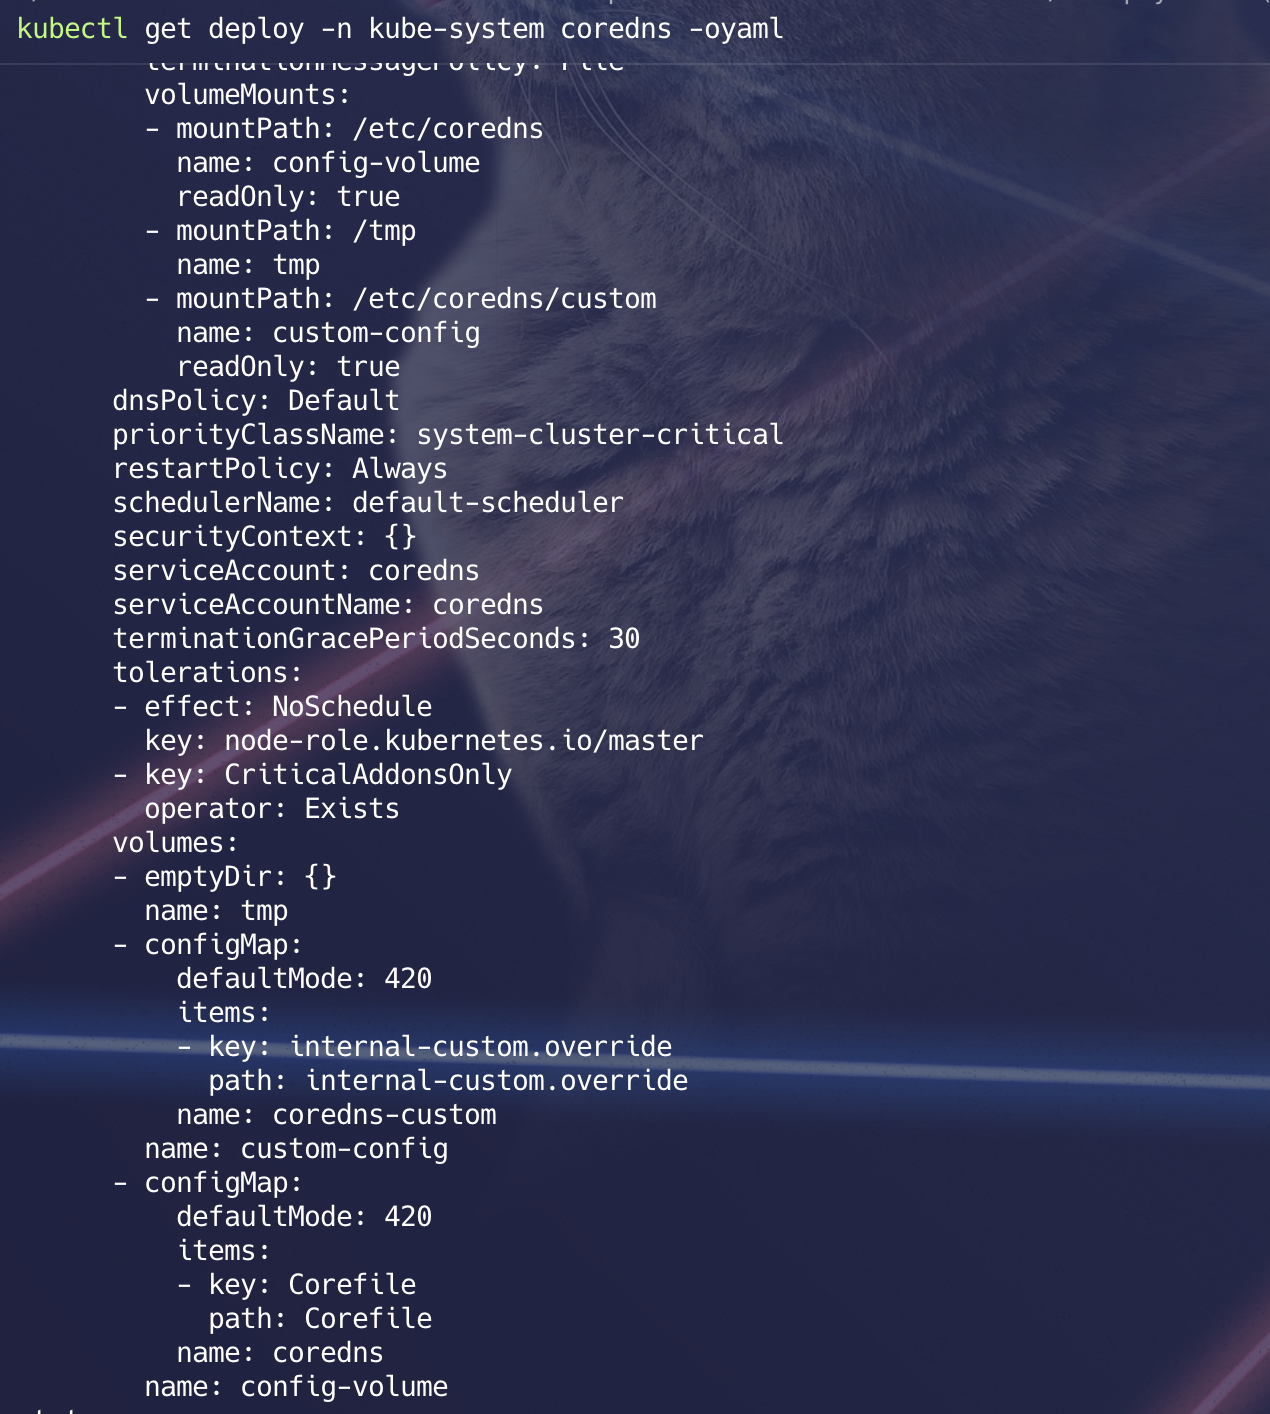 kubectl get deploy -n kube-system coredns -oyaml
terminationMessagePolicy: File
volumeMounts:
- mountPath: /etc/coredns
  name: config-volume
  readOnly: true
- mountPath: /tmp
  name: tmp
- mountPath: /etc/coredns/custom
  name: custom-config
  readOnly: true
dnsPolicy: Default
priorityClassName: system-cluster-critical
restartPolicy: Always
schedulerName: default-scheduler
securityContext: {}
serviceAccount: coredns
serviceAccountName: coredns
terminationGracePeriodSeconds: 30
tolerations:
- effect: NoSchedule
  key: node-role.kubernetes.io/master
- key: CriticalAddonsOnly
  operator: Exists
volumes:
- emptyDir: {}
  name: tmp
- configMap:
    defaultMode: 420
    items:
    - key: internal-custom.override
      path: internal-custom.override
    name: coredns-custom
  name: custom-config
- configMap:
    defaultMode: 420
    items:
    - key: Corefile
      path: Corefile
    name: coredns
  name: config-volume